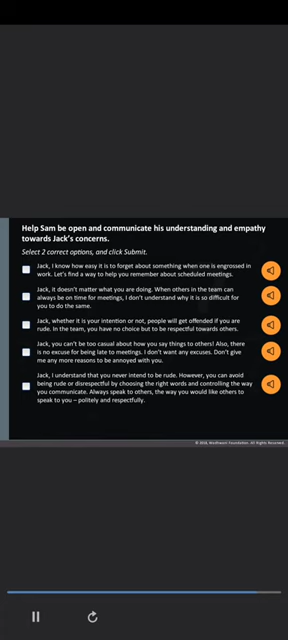 Help Sam be open and communicate his understanding and empathy
towards Jack's concerns.
Select 2 correct options, and click Submit.
Jack, I know how easy it is to forget about something when one is engrossed in
work. Let's find a way to help you remember about scheduled meetings.
Jack, it doesn't matter what you are doing. When others in the team can
always be on time for meetings, I don't understand why it is so difficult for
you to do the same.
Jack, whether it is your intention or not, people will get offended if you are
rude. In the team, you have no choice but to be respectful towards others.
Jack, you can't be too casual about how you say things to others! Also, there
is no excuse for being late to meetings. I don't want any excuses. Don't give
me any more reasons to be annoyed with you.
Jack, I understand that you never intend to be rude. However, you can avoid
being rude or disrespectful by choosing the right words and controlling the way
you communicate. Always speak to others, the way you would like others to
speak to you – politely and respectfully.
Wadhwani Foundation. All Rights Reserved.